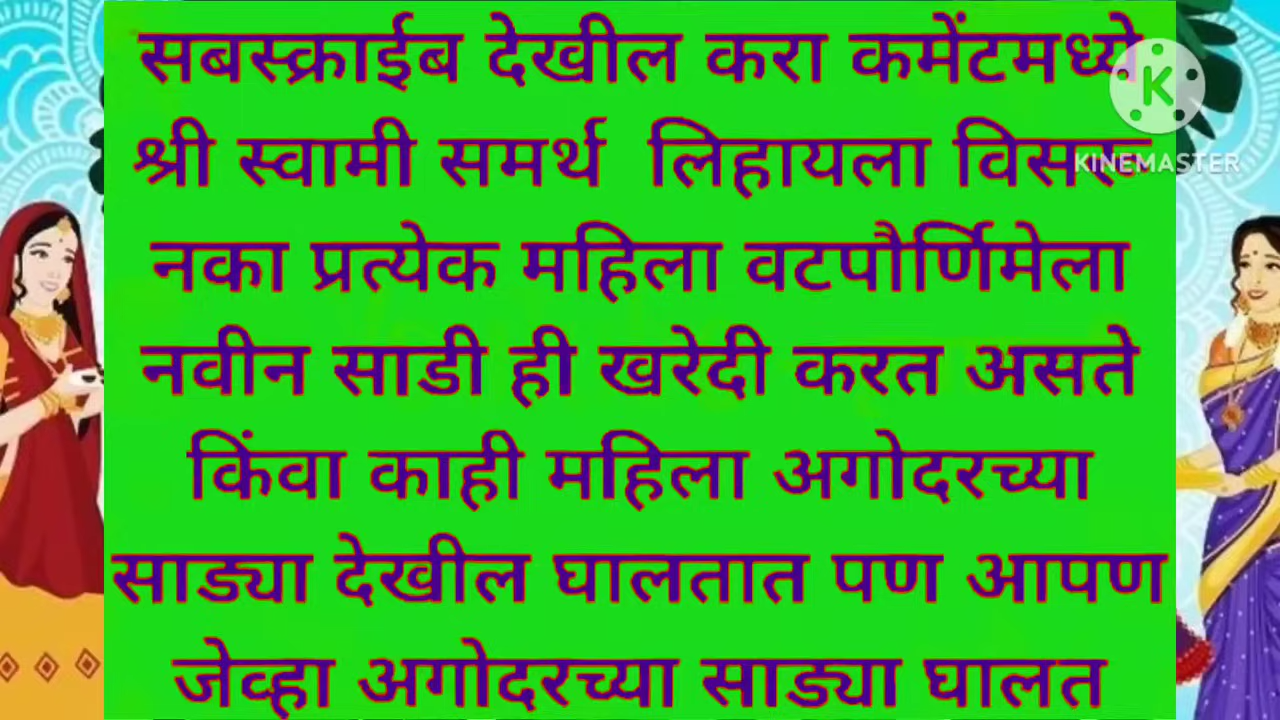 सबस्क्राईब देखील करा कमेंटमध्ये
श्री स्वामी समर्थ लिहायला विसरू
नका प्रत्येक महिला वटपौर्णिमेला
नवीन साडी ही खरेदी करत असते
किंवा काही महिला अगोदरच्या
साड्या देखील घालतात पण आपण
जेव्हा अगोदरच्या साड्या घालत
K
KINEMASTER